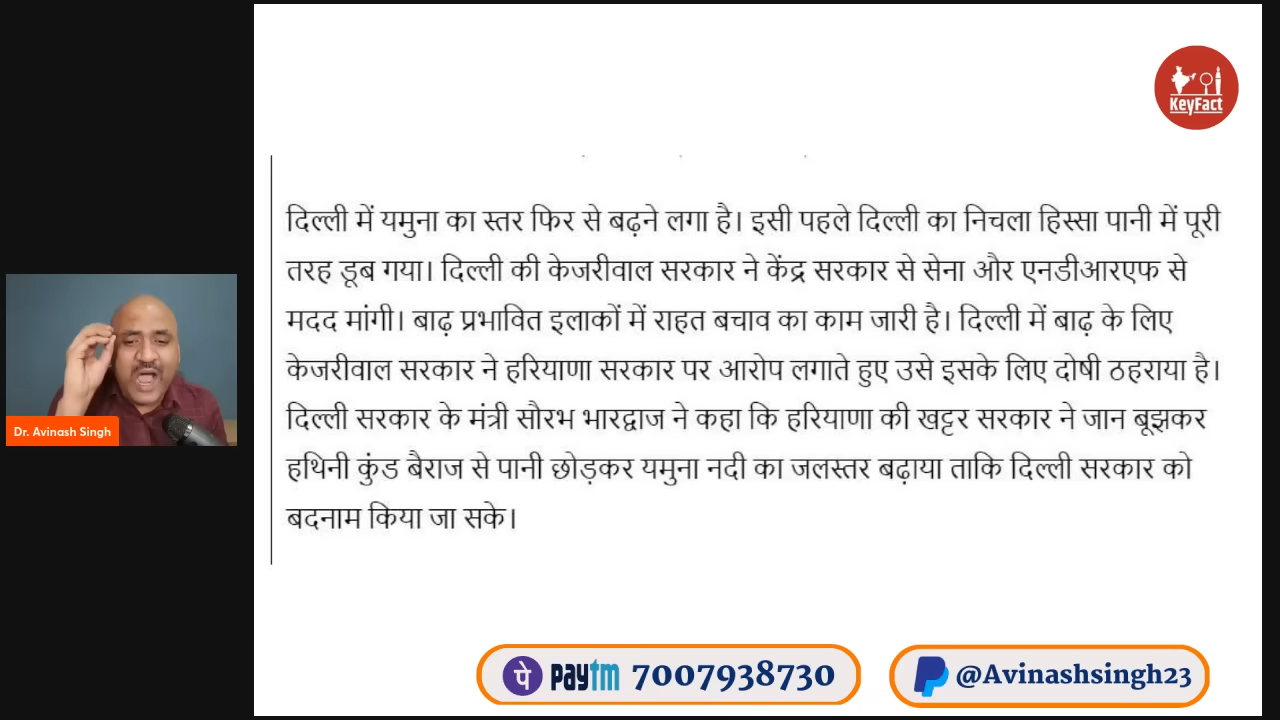 KeyFact
दिल्ली में यमुना का स्तर फिर से बढ़ने लगा है। इसी पहले दिल्ली का निचला हिस्सा पानी में पूरी
तरह डूब गया। दिल्ली की केजरीवाल सरकार ने केंद्र सरकार से सेना और एनडीआरएफ से
मदद मांगी। बाढ़ प्रभावित इलाकों में राहत बचाव का काम जारी है। दिल्ली में बाढ़ के लिए
केजरीवाल सरकार ने हरियाणा सरकार पर आरोप लगाते हुए उसे इसके लिए दोषी ठहराया है।
दिल्ली सरकार के मंत्री सौरभ भारद्वाज ने कहा कि हरियाणा की खट्टर सरकार ने जान बूझकर
हथिनी कुंड बैराज से पानी छोड़कर यमुना नदी का जलस्तर बढ़ाया ताकि दिल्ली सरकार को
बदनाम किया जा सके।
Dr. Avinash Singh
पे paytm 7007938730
@Avinashsingh23